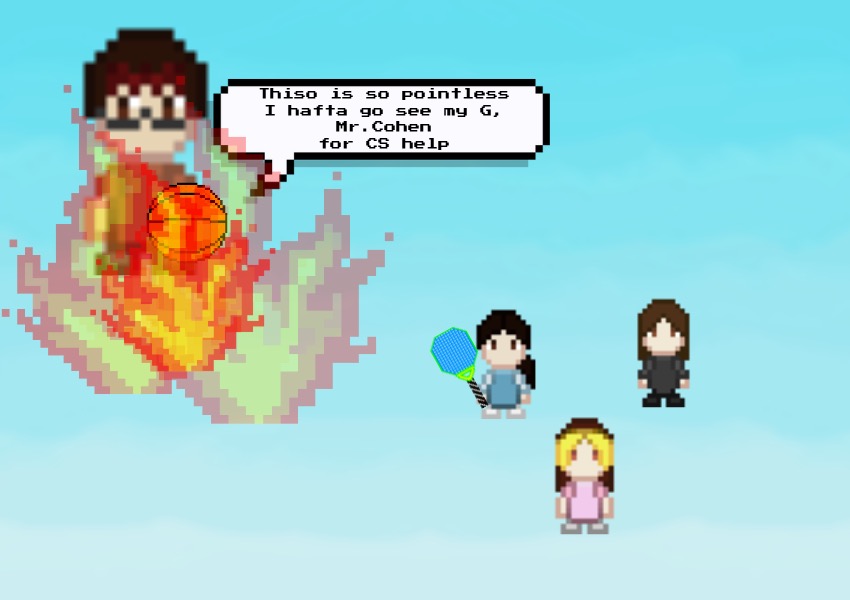 Thiso is so pointless
I hafta go see my G,
Mr.Cohen
for CS help